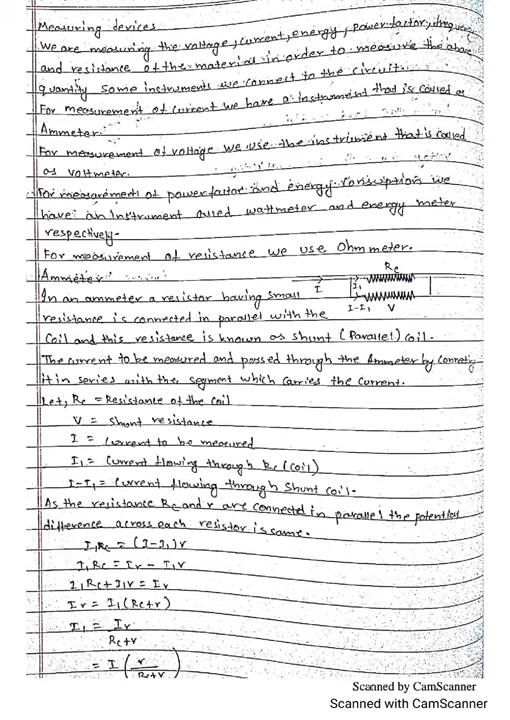 Measuring devices
We are measuring the voltage, current, energy, power factor, frequency
and resistance of the material in order to measure the above
quantity some instruments we connect to the circuit.
For measurement of current we have a instrument that is called as
Ammeter.
For measurement of voltage we use the instrument that is called
as voltmeter.
For measurement of power factor and energy consumption we
have an Instrument called wattmeter and energy meter
respectively-
For measurement of resistance we use Ohm meter.
Ammeter
Rc
I
I1
I-I1 V
In an ammeter a resistor having small
resistance is connected in parallel with the
coil and this resistance is known as shunt (Parallel) coil.
The current to be measured and passed through the Ammeter by connecting
it in series with the segment which carries the current.
Let, Rc = Resistance of the coil
V = Shunt resistance
I = Current to be measured
I1 = Current flowing through Rc (coil)
I-I1 = Current flowing through Shunt coil-
As the resistance Rc and r are connected in parallel the potential
difference across each resistor is same.
I1Rc = (I-I1)r
I1Rc = Ir - I1r
I1Rc + I1r = Ir
Ir = I1(Rc+r)
I1 = Ir
Rc+r
= I ( r
Rc+r )
Scanned by CamScanner
Scanned with CamScanner